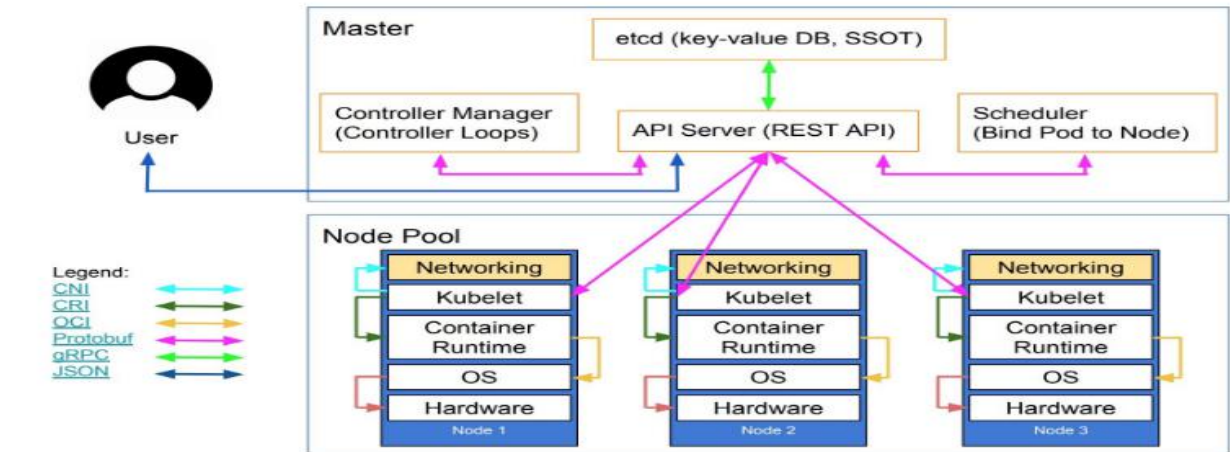 Master
etcd (key-value DB, SSOT)
Controller Manager
(Controller Loops)
API Server (REST API)
Scheduler
(Bind Pod to Node)
User
Node Pool
Legend:
CNI
CRI
OCI
Protobuf
gRPC
JSON
Networking
Kubelet
Container
Runtime
OS
Hardware
Node 1
Networking
Kubelet
Container
Runtime
OS
Hardware
Node 2
Networking
Kubelet
Container
Runtime
OS
Hardware
Node 3